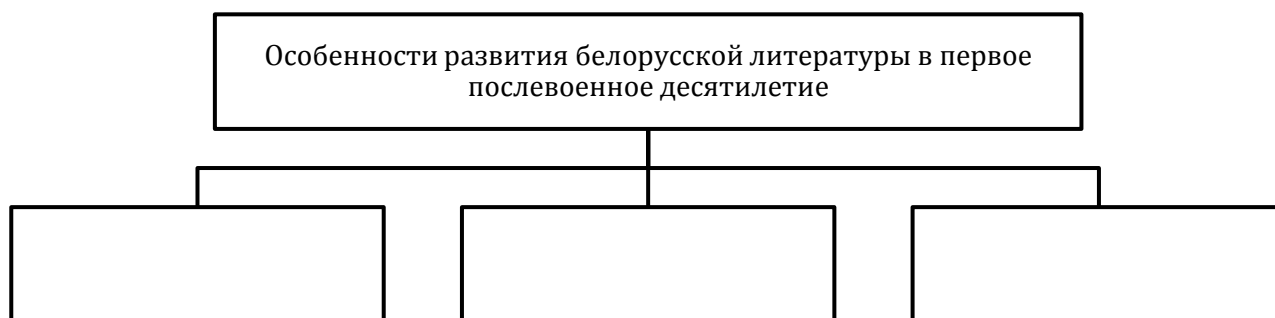 Особенности развития белорусской литературы в первое
послевоенное десятилетие